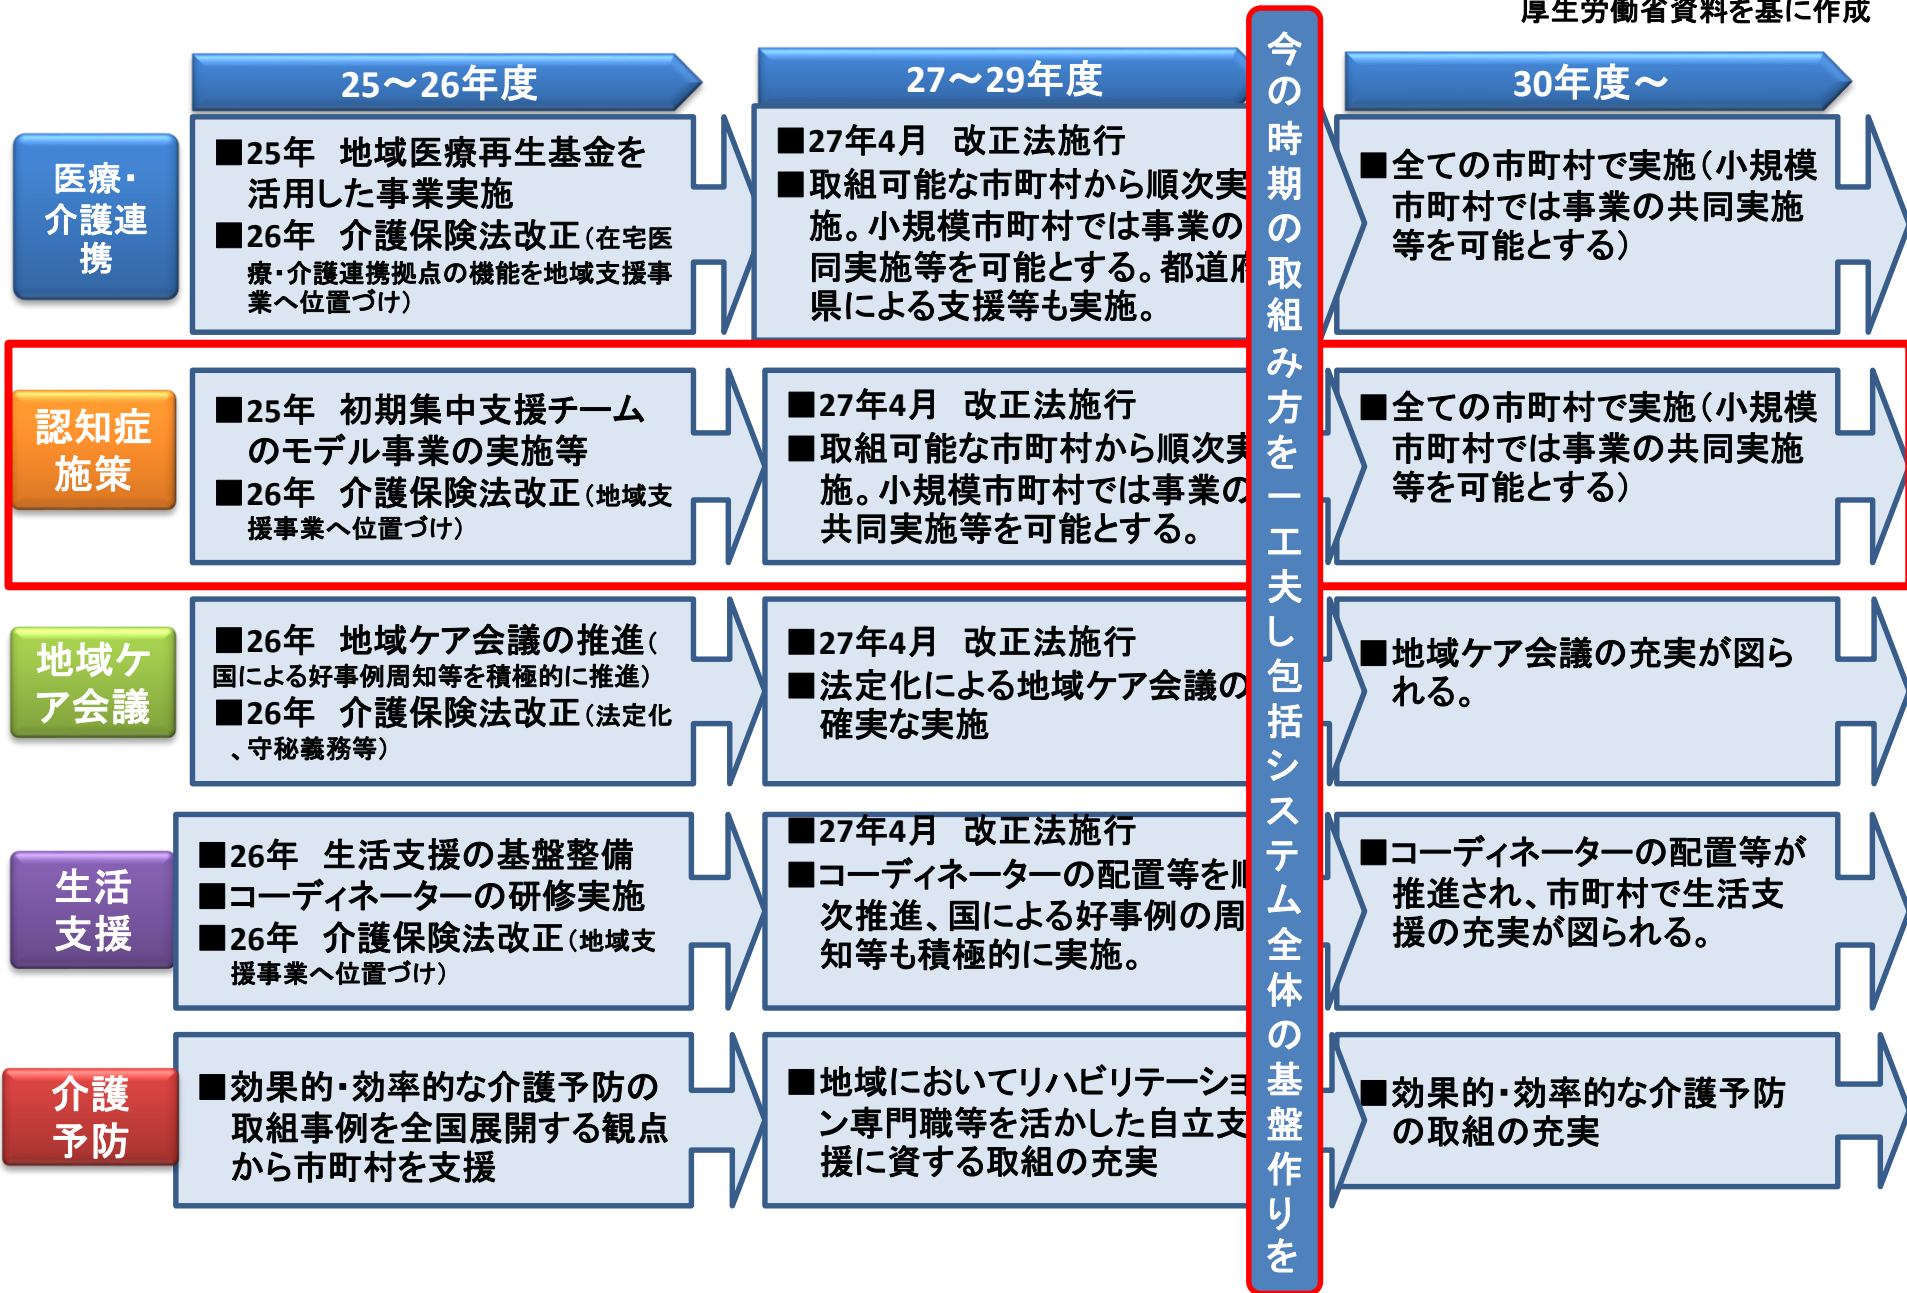 厚生労働省資料を基に作成
25～26年度
27～29年度
30年度～
今の時期の取組み方を一工夫し包括システム全体の基盤作りを
医療・
介護連
携
■25年　地域医療再生基金を
活用した事業実施
■26年　介護保険法改正（在宅医
療・介護連携拠点の機能を地域支援事
業へ位置づけ）
■27年4月　改正法施行
■取組可能な市町村から順次実
施。小規模市町村では事業の
同実施等を可能とする。都道府
県による支援等も実施。
■全ての市町村で実施（小規模
市町村では事業の共同実施
等を可能とする）
認知症
施策
■25年　初期集中支援チーム
のモデル事業の実施等
■26年　介護保険法改正（地域支
援事業へ位置づけ）
■27年4月　改正法施行
■取組可能な市町村から順次実
施。小規模市町村では事業の
共同実施等を可能とする。
■全ての市町村で実施（小規模
市町村では事業の共同実施
等を可能とする）
地域ケ
ア会議
■26年　地域ケア会議の推進（
国による好事例周知等を積極的に推進）
■26年　介護保険法改正（法定化
、守秘義務等）
■27年4月　改正法施行
■法定化による地域ケア会議の
確実な実施
■地域ケア会議の充実が図ら
れる。
生活
支援
■26年　生活支援の基盤整備
■コーディネーターの研修実施
■26年　介護保険法改正（地域支
援事業へ位置づけ）
■27年4月　改正法施行
■コーディネーターの配置等を順
次推進、国による好事例の周
知等も積極的に実施。
■コーディネーターの配置等が
推進され、市町村で生活支
援の充実が図られる。
介護
予防
■効果的・効率的な介護予防の
取組事例を全国展開する観点
から市町村を支援
■地域においてリハビリテーショ
ン専門職等を活かした自立支
援に資する取組の充実
■効果的・効率的な介護予防
の取組の充実